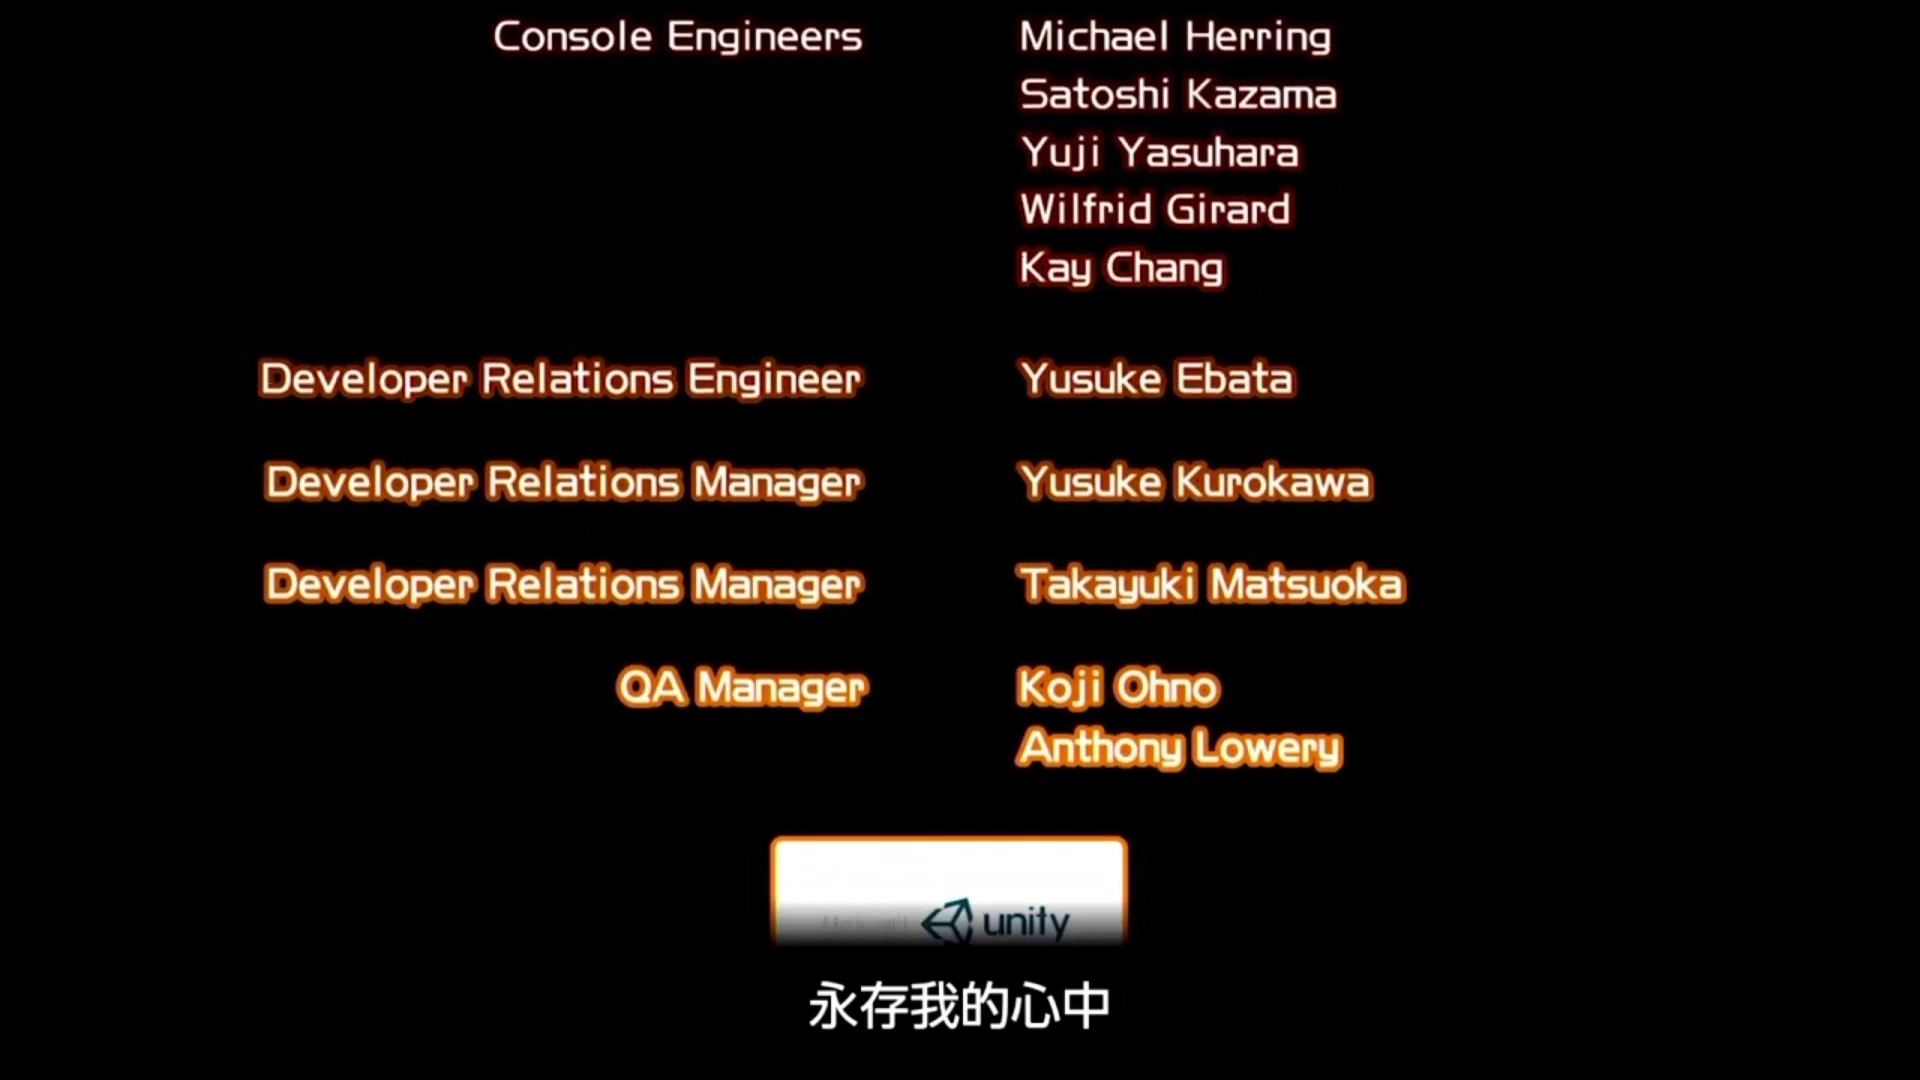 Console Engineers Michael Herring
Satoshi Kazama
Yuji Yasuhara
Wilfrid Girard
Kay Chang
Developer Relations Engineer Yusuke Ebata
Developer Relations Manager Yusuke Kurokawa
Developer Relations Manager Takayuki Matsuoka
QA Manager Koji Ohno
Anthony Lowery
unity
永存我的心中